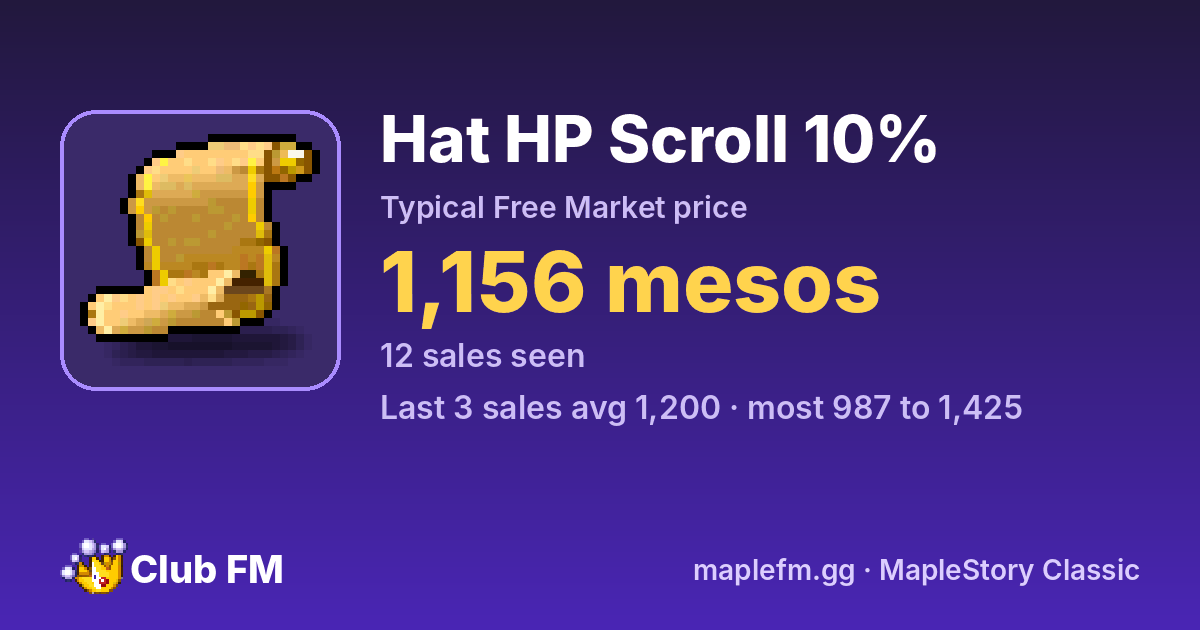 Hat HP Scroll 10%
Typical Free Market price
1,156 mesos
12 sales seen
Last 3 sales avg 1,200 · most 987 to 1,425
Club FM
maplefm.gg · MapleStory Classic